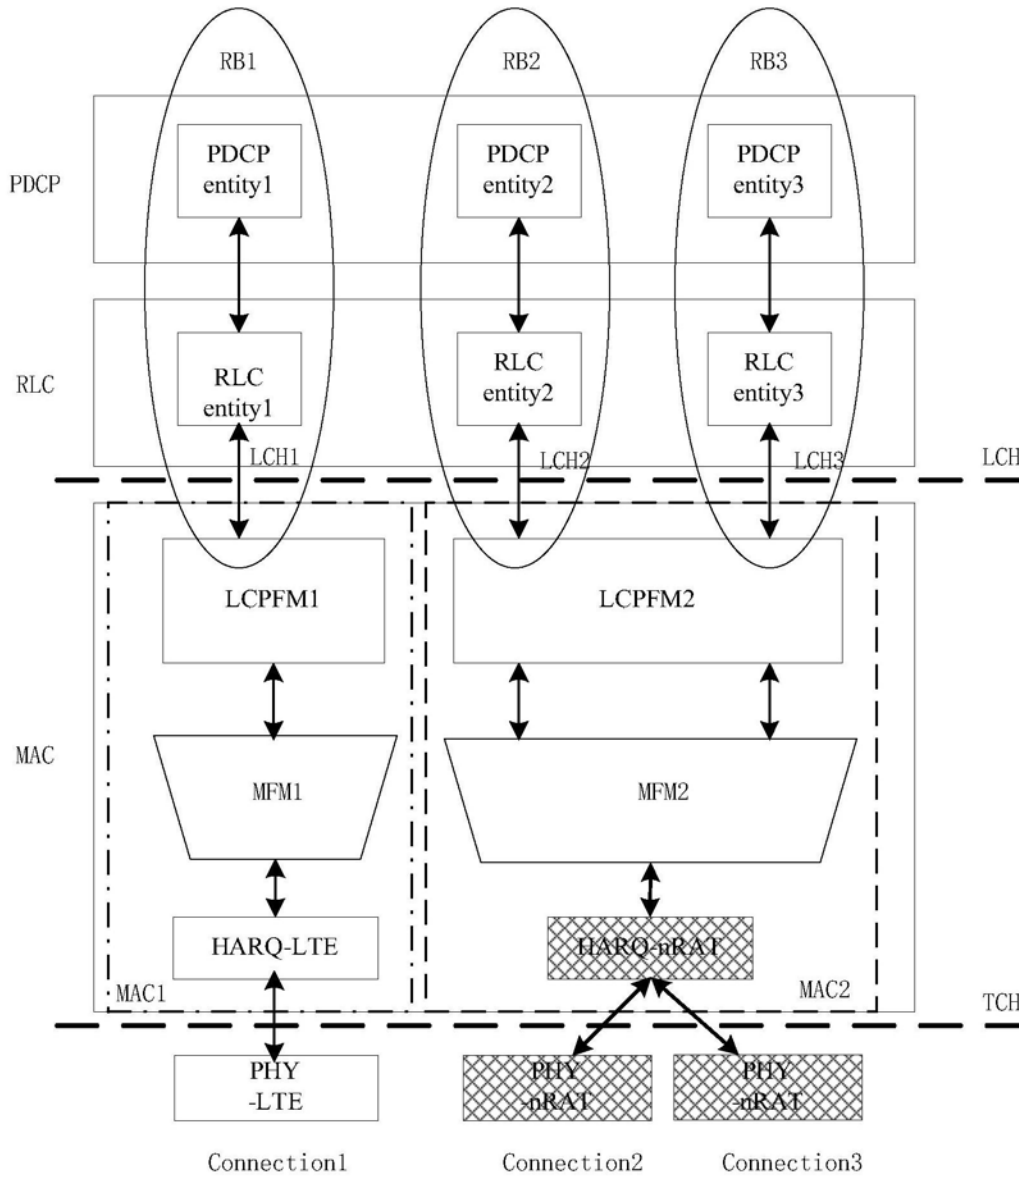 RB1
RB2
RB3
PDCP
PDCP
entity1
PDCP
entity2
PDCP
entity3
RLC
RLC
entity1
RLC
entity2
RLC
entity3
LCH1
LCH2
LCH3
LCH
LCPFM1
LCPFM2
MAC
MFM1
MFM2
HARQ-LTE
HARQ-nRAT
MAC1
MAC2
TCH
PHY
-LTE
PHY
-nRAT
PHY
-nRAT
Connection1
Connection2
Connection3